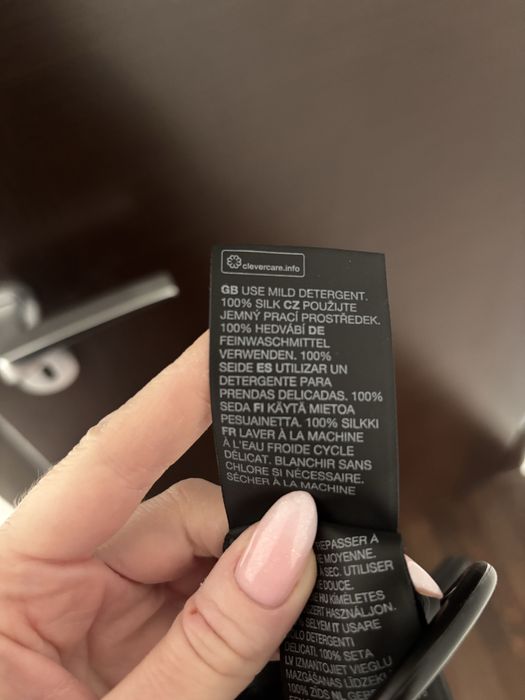 clevercare.info
GB USE MILD DETERGENT.
100% SILK CZ POUŽIJTE
JEMNÝ PRACÍ PROSTŘEDEK.
100% HEDVÁBÍ DE
FEINWASCHMITTEL
VERWENDEN. 100%
SEIDE ES UTILIZAR UN
DETERGENTE PARA
PRENDAS DELICADAS. 100%
SEDA FI KÄYTÄ MIETOA
PESUAINETTA. 100% SILKKI
FR LAVER À LA MACHINE
À L'EAU FROIDE CYCLE
DÉLICAT. BLANCHIR SANS
CHLORE SI NÉCESSAIRE.
SÉCHER À LA MACHINE
REPASSER À
MOYENNE.
À SEC. UTILISER
DOUCE.
HU KÍMÉLETES
HASZNÁLJON.
SELYEM IT USARE
DETERGENTI
DELICATI. 100% SETA
LV IZMANTOJIET VIEGLU
MAZGĀŠANAS LĪDZEKLI
100% ZĪDS NL GEB